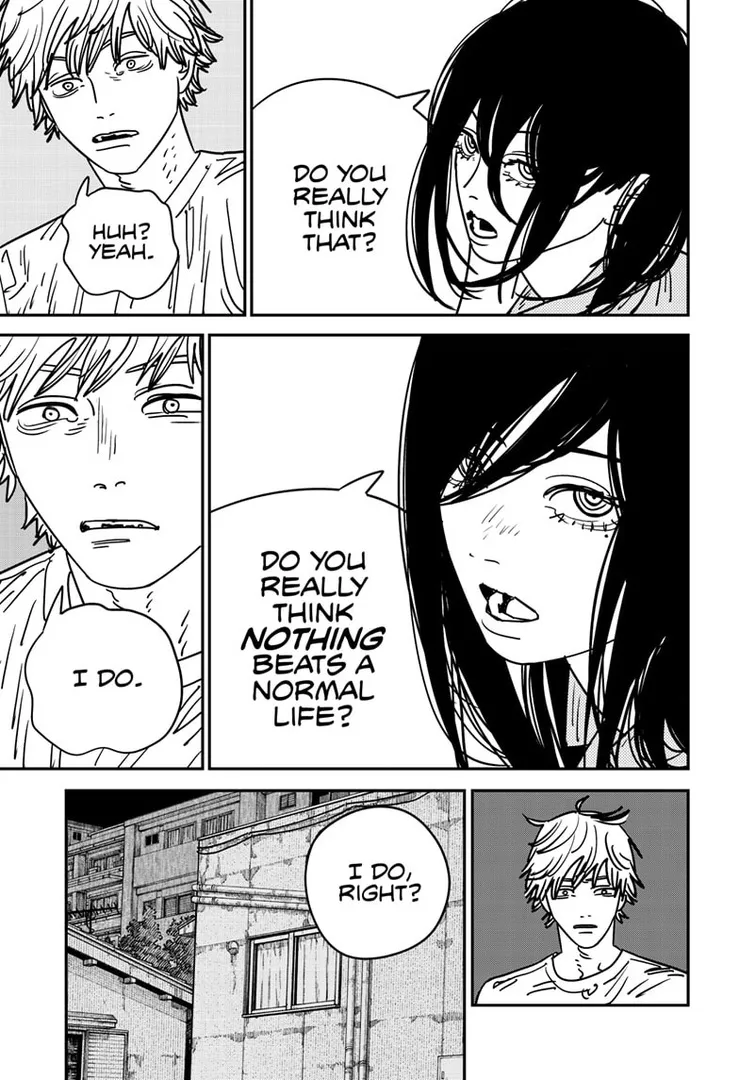 DO YOU
REALLY
THINK
THAT?
HUH?
YEAH.
DO YOU
REALLY
THINK
NOTHING
BEATS A
NORMAL
LIFE?
I DO.
I DO,
RIGHT?